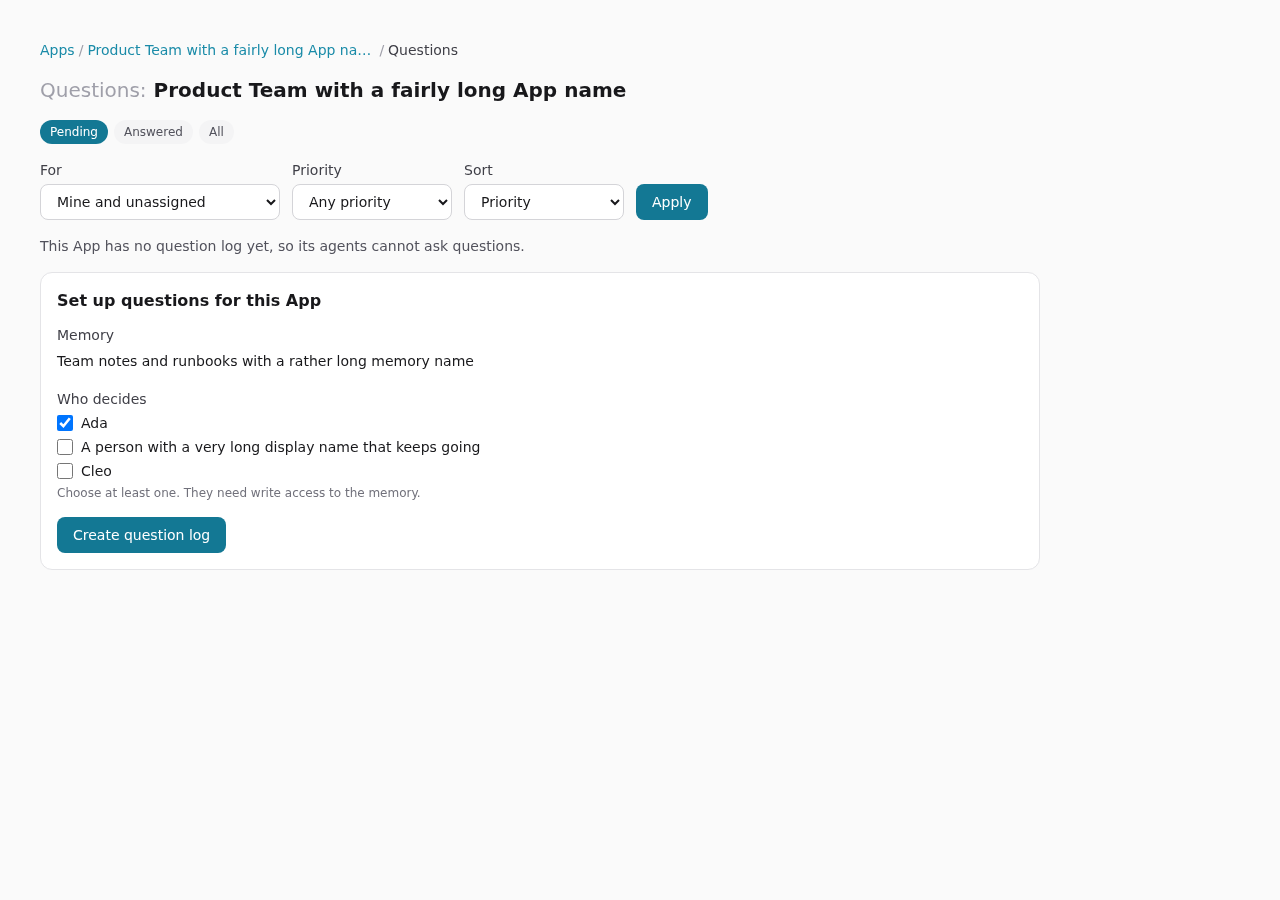 Apps / Product Team with a fairly long App na… / Questions
Questions: Product Team with a fairly long App name
Pending Answered All
For Priority Sort
Mine and unassigned Any priority Priority Apply
This App has no question log yet, so its agents cannot ask questions.
Set up questions for this App
Memory
Team notes and runbooks with a rather long memory name
Who decides
Ada
A person with a very long display name that keeps going
Cleo
Choose at least one. They need write access to the memory.
Create question log